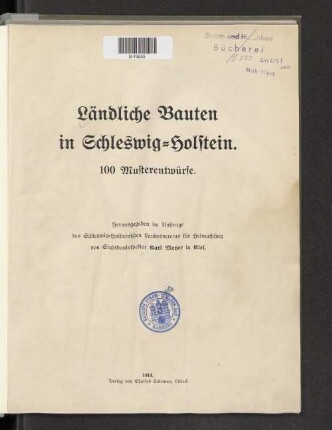 Bücherei
Ländliche Bauten
in Schleswig-Holstein.
100 Musterentwürfe.
Herausgegeben im Auftrage
des Schleswig-Holsteinischen Landesvereins für Heimatschutz
von Stadtbauinspektor Karl Meyer in Kiel.
Verlag von Charles Coleman, Lübeck.